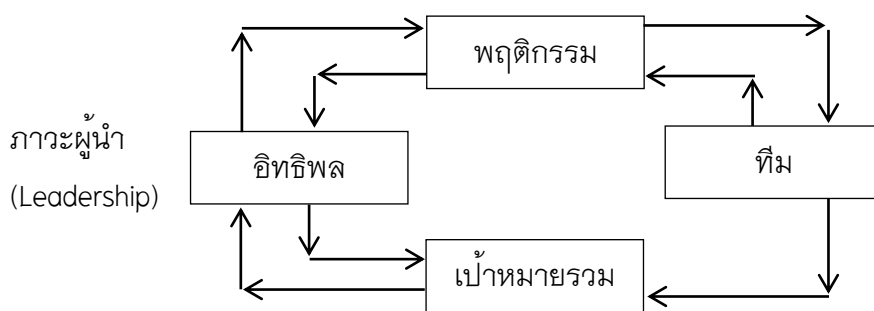 พฤติกรรม
ภาวะผู้นำ
(Leadership)
อิทธิพล
ทีม
เป้าหมายรวม